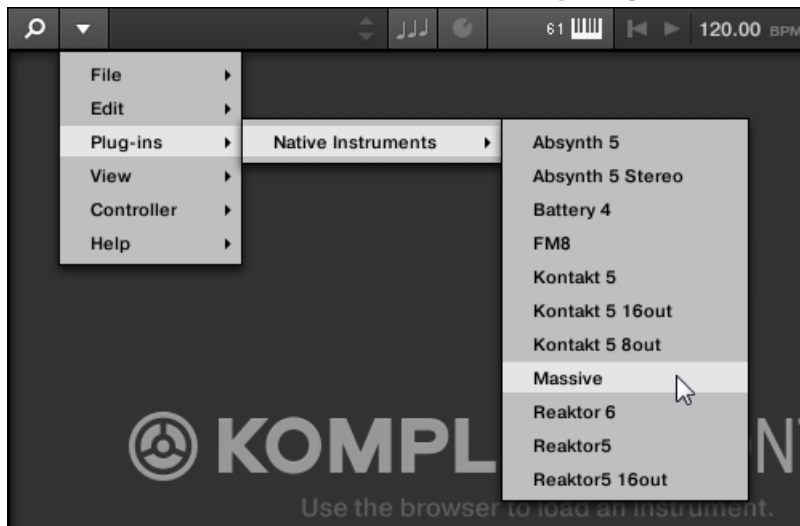 61 120.00 BPM
File
Edit
Plug-ins
View
Controller
Help
Native Instruments
Absynth 5
Absynth 5 Stereo
Battery 4
FM8
Kontakt 5
Kontakt 5 16out
Kontakt 5 8out
Massive
Reaktor 6
Reaktor5
Reaktor5 16out
KOMPL
Use the browser to load an instrument.